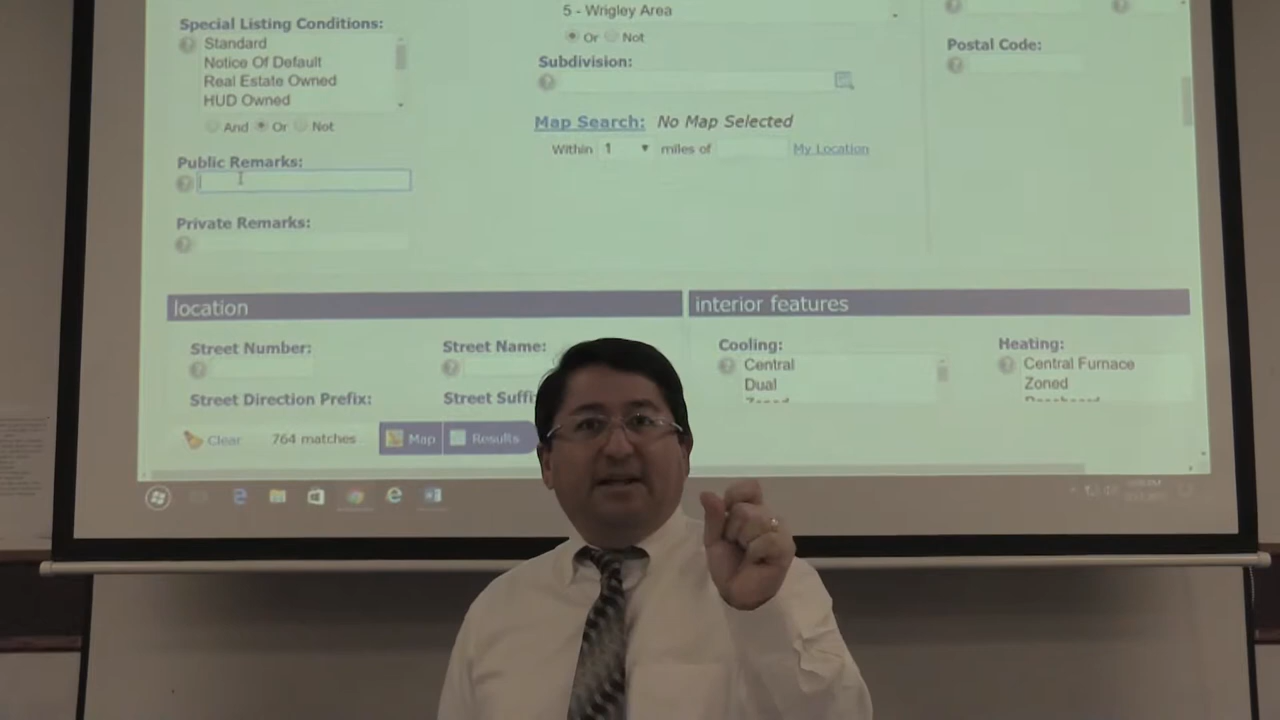 Special Listing Conditions:
Standard
Notice Of Default
Real Estate Owned
HUD Owned
And Or Not
Public Remarks:
Private Remarks:
5 - Wrigley Area
Or Not
Subdivision:
Map Search: No Map Selected
Within 1 miles of My Location
Postal Code:
location
Street Number:
Street Name:
Street Direction Prefix:
Street Suffi
interior features
Cooling:
Central
Dual
Zoned
Heating:
Central Furnace
Zoned
Clear 764 matches Map Results